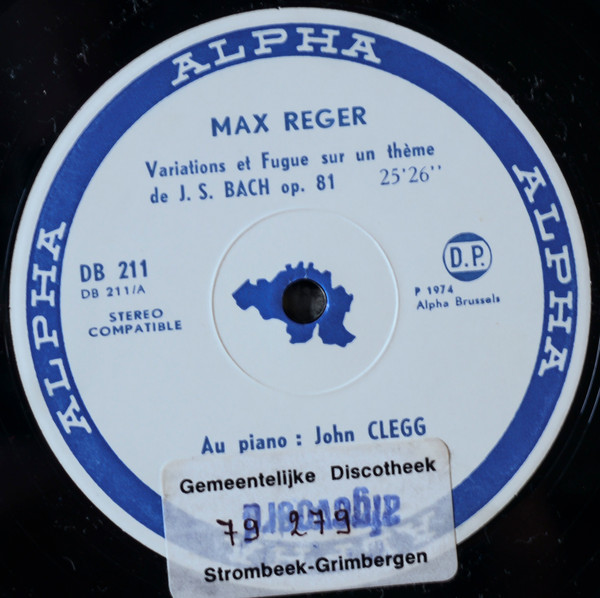 ALPHA
MAX REGER
Variations et Fugue sur un thème
de J. S. BACH op. 81 25'26''
ALPHA
ALPHA
DB 211
DB 211/A
STEREO
COMPATIBLE
D.P.
P 1974
Alpha Brussels
Au piano : John CLEGG
Gemeentelijke Discotheek
afgevoerd
79 279
Strombeek-Grimbergen